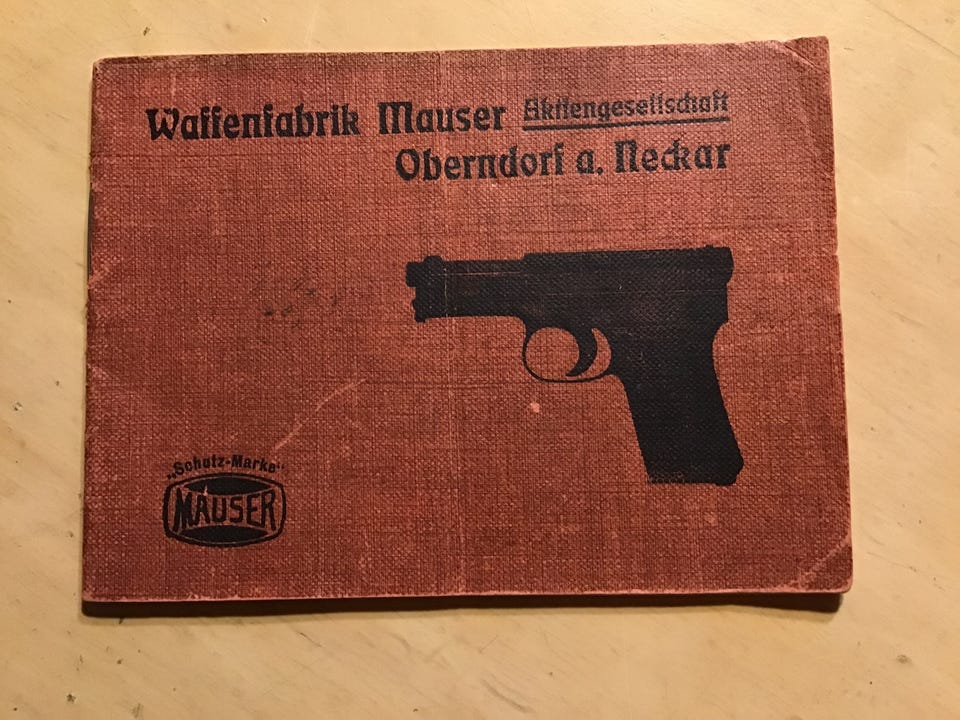 Waffenfabrik Mauser Aktiengesellschaft
Oberndorf a. Neckar
„Schutz-Marke"
MAUSER